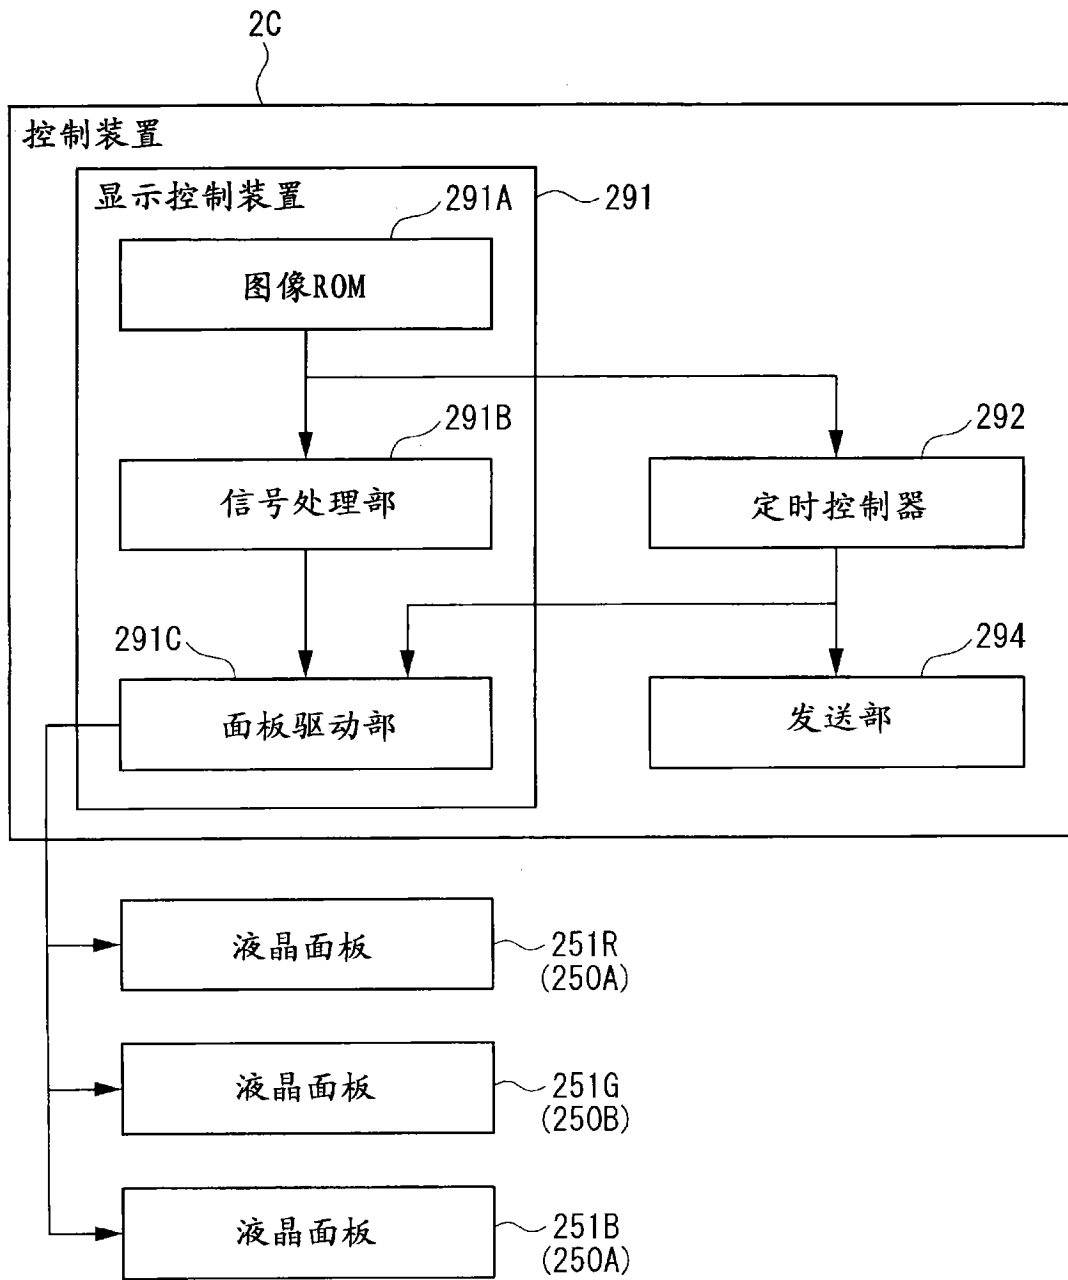 2C
控制装置
显示控制装置
291
291A
图像ROM
291B
信号处理部
292
定时控制器
291C
面板驱动部
294
发送部
液晶面板
251R
(250A)
液晶面板
251G
(250B)
液晶面板
251B
(250A)